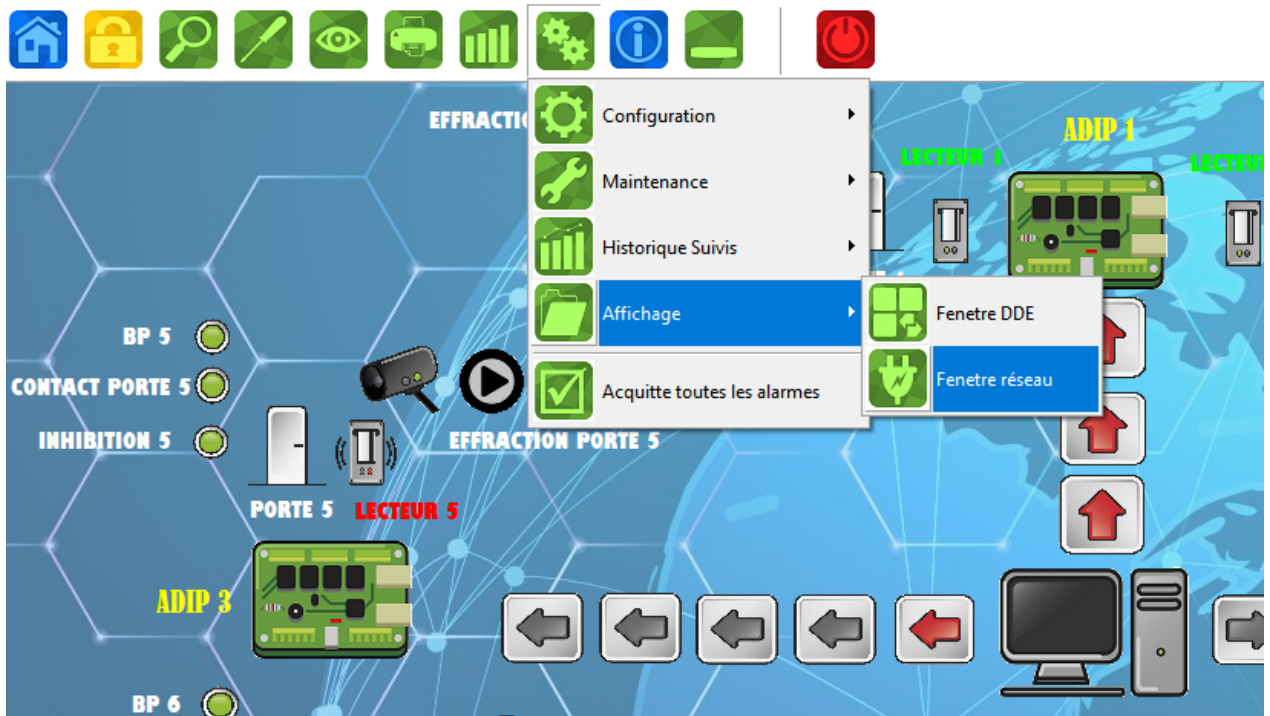 EFFRACTI
Configuration
ADIP 1
LECTEUR 1
LECTEU
Maintenance
Historique Suivis
Affichage
Fenetre DDE
BP 5
Fenetre réseau
CONTACT PORTE 5
Acquitte toutes les alarmes
INHIBITION 5
EFFRACTION PORTE 5
PORTE 5
LECTEUR 5
ADIP 3
BP 6